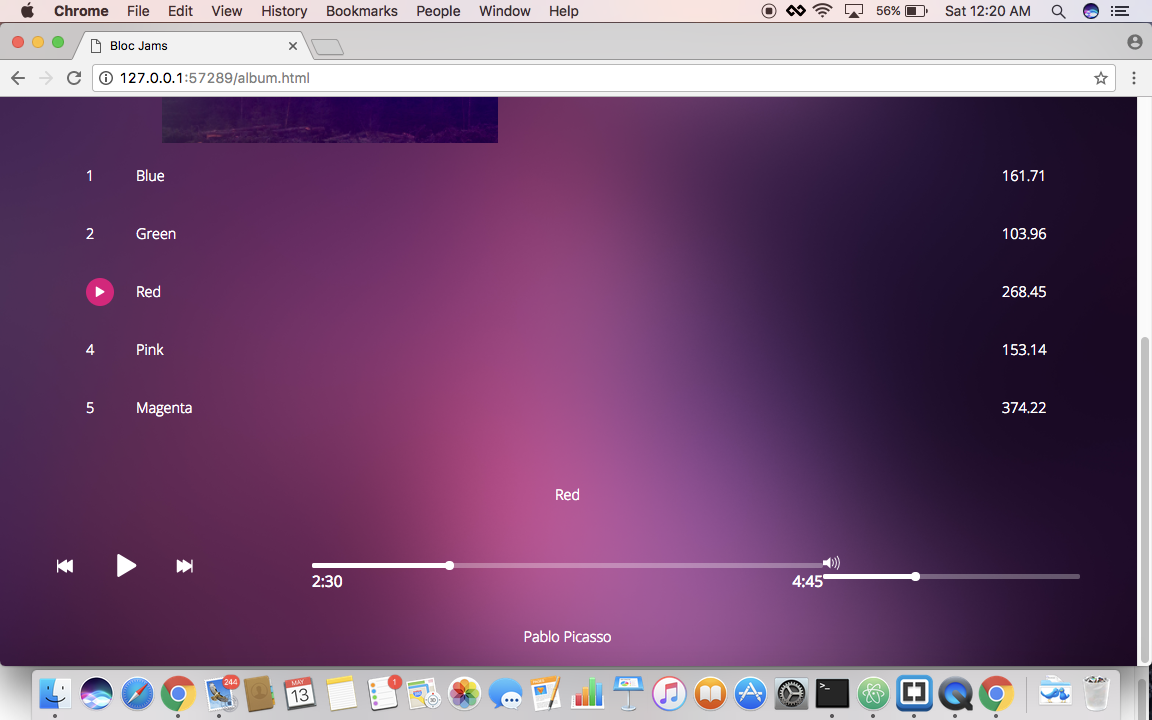 Chrome File Edit View History Bookmarks People Window Help 56% Sat 12:20 AM
Bloc Jams
127.0.0.1:57289/album.html
1 Blue 161.71
2 Green 103.96
Red 268.45
4 Pink 153.14
5 Magenta 374.22
Red
2:30 4:45
Pablo Picasso
244 MAY 13 1 30 >_